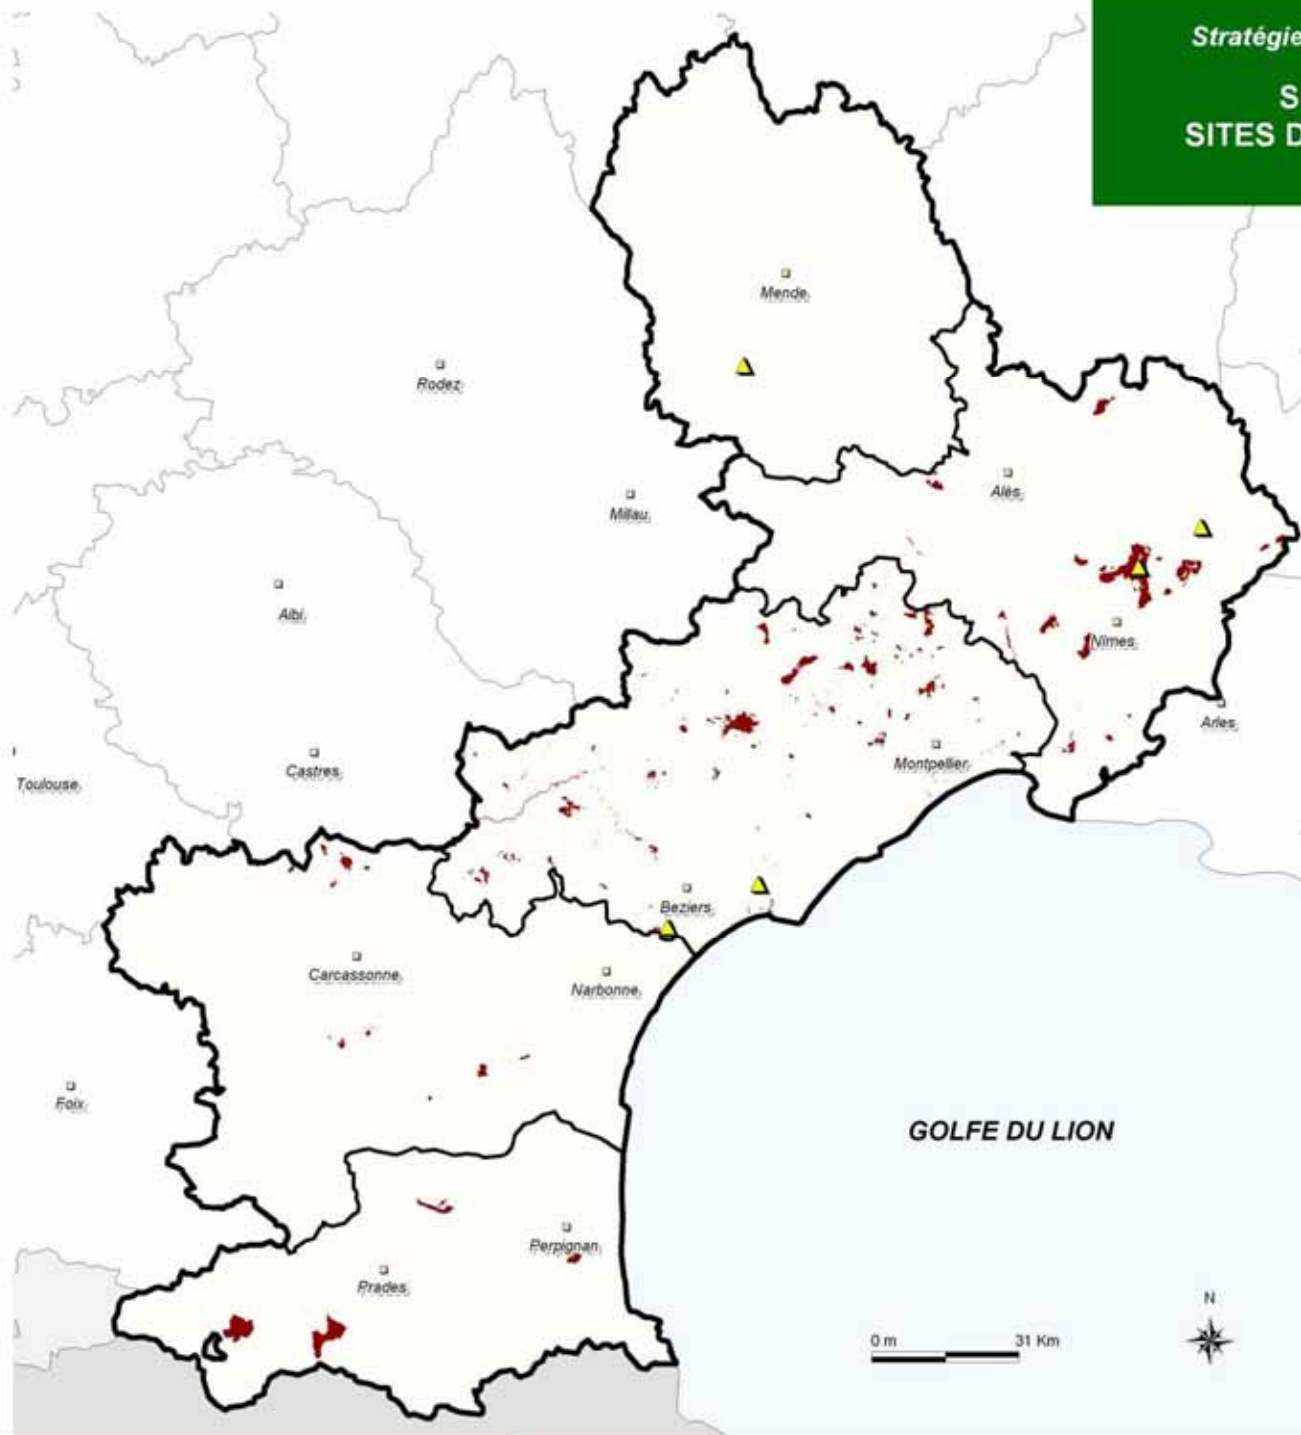 Stratégie
S
SITES D
Mende
Rodez
Alès
Millau
Albi
Nîmes
Arles
Montpellier
Castres
Toulouse
Beziers
Carcassonne
Narbonne
Foix
GOLFE DU LION
Perpignan
Prades
N
0 m 31 Km